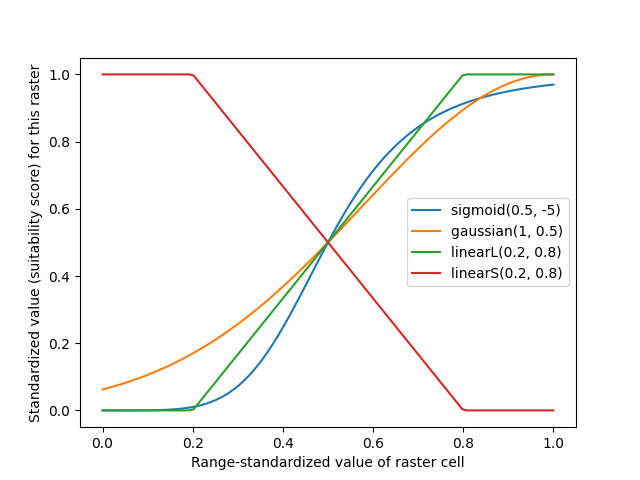 Standardized value (suitability score) for this raster
1.0
0.8
0.6
0.4
0.2
0.0
sigmoid(0.5, -5)
gaussian(1, 0.5)
linearL(0.2, 0.8)
linearS(0.2, 0.8)
0.0 0.2 0.4 0.6 0.8 1.0
Range-standardized value of raster cell